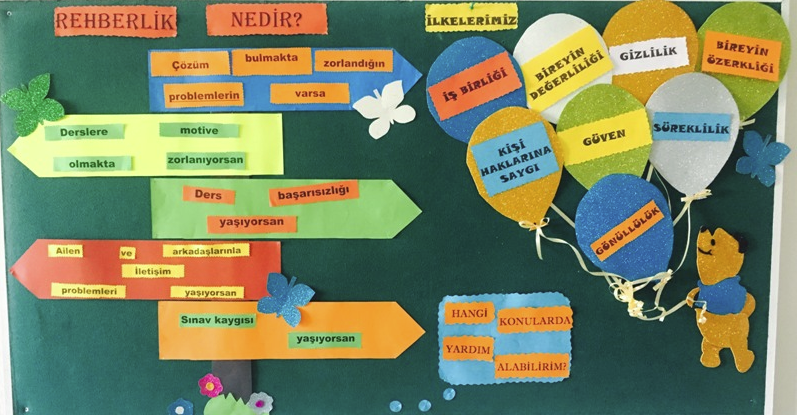 REHBERLİK NEDİR?
Çözüm bulmakta zorlandığın
problemlerin varsa
Derslere motive
olmakta zorlanıyorsan
Ders başarısızlığı
yaşıyorsan
Ailen ve arkadaşlarınla
İletişim
problemleri yaşıyorsan
Sınav kaygısı
yaşıyorsan
İLKELERİMİZ
İŞ BİRLİĞİ
BİREYİN
DEĞERLİLİĞİ
GİZLİLİK
BİREYİN
ÖZERKLİĞİ
KİŞİ
HAKLARINA
SAYGI
GÜVEN
SÜREKLİLİK
GÖNÜLLÜLÜK
HANGİ KONULARDA
YARDIM
ALABİLİRİM?